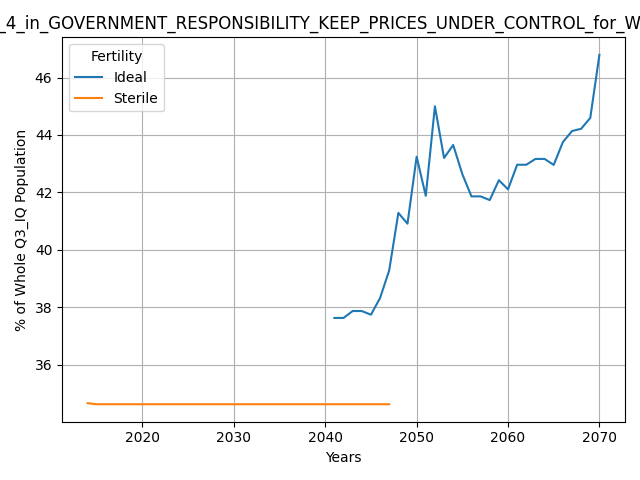 _4_in_GOVERNMENT_RESPONSIBILITY_KEEP_PRICES_UNDER_CONTROL_for_W
Fertility
Ideal
Sterile
% of Whole Q3_IQ Population
46
44
42
40
38
36
2020 2030 2040 2050 2060 2070
Years